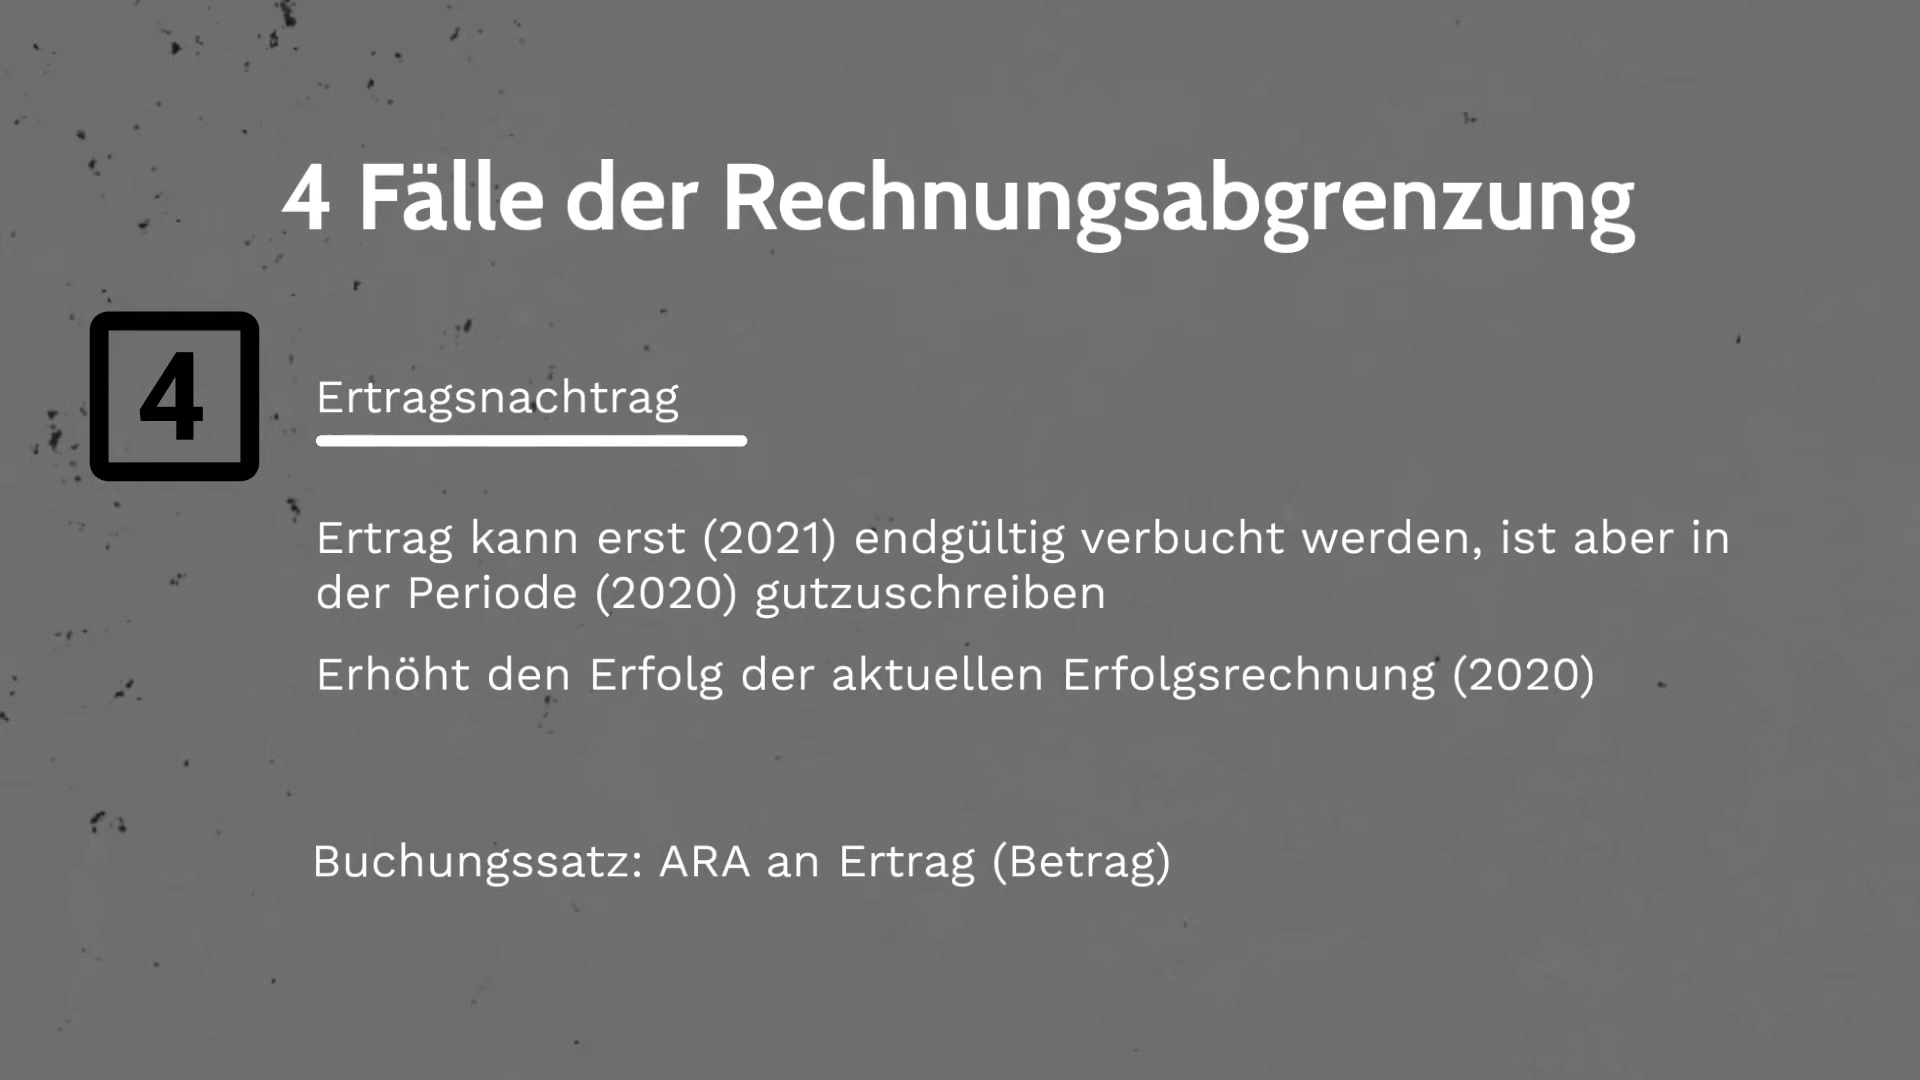 4 Fälle der Rechnungsabgrenzung
4
Ertragsnachtrag
Ertrag kann erst (2021) endgültig verbucht werden, ist aber in
der Periode (2020) gutzuschreiben
Erhöht den Erfolg der aktuellen Erfolgsrechnung (2020)
Buchungssatz: ARA an Ertrag (Betrag)